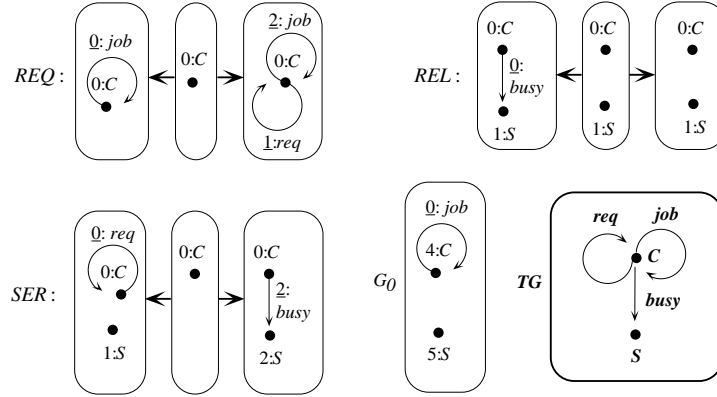 REQ :
0: job
0:C
0:C
2: job
0:C
1:req
REL :
0:C
0:
busy
1:S
0:C
1:S
0:C
1:S
SER :
0: req
0:C
1:S
0:C
0:C
2:
busy
2:S
G0
0: job
4:C
5:S
TG
req
job
C
busy
S